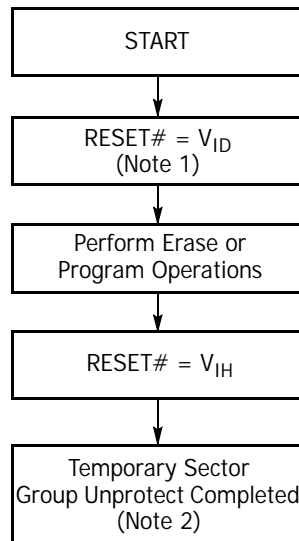 START
RESET# = VID
(Note 1)
Perform Erase or
Program Operations
RESET# = VIH
Temporary Sector
Group Unprotect Completed
(Note 2)